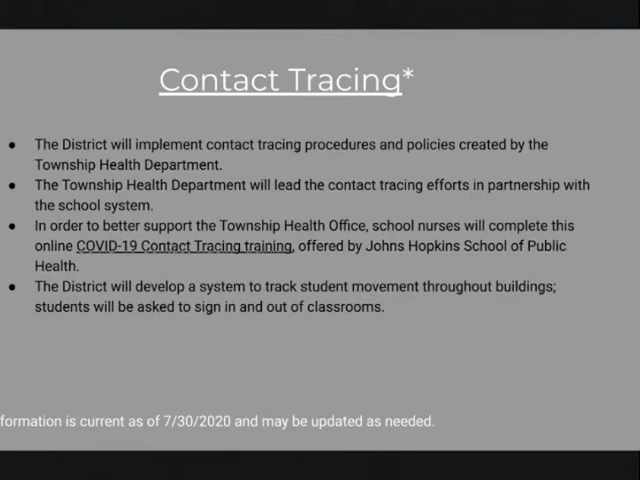 Contact Tracing*
● The District will implement contact tracing procedures and policies created by the
Township Health Department.
● The Township Health Department will lead the contact tracing efforts in partnership with
the school system.
● In order to better support the Township Health Office, school nurses will complete this
online COVID-19 Contact Tracing training, offered by Johns Hopkins School of Public
Health.
● The District will develop a system to track student movement throughout buildings;
students will be asked to sign in and out of classrooms.
formation is current as of 7/30/2020 and may be updated as needed.